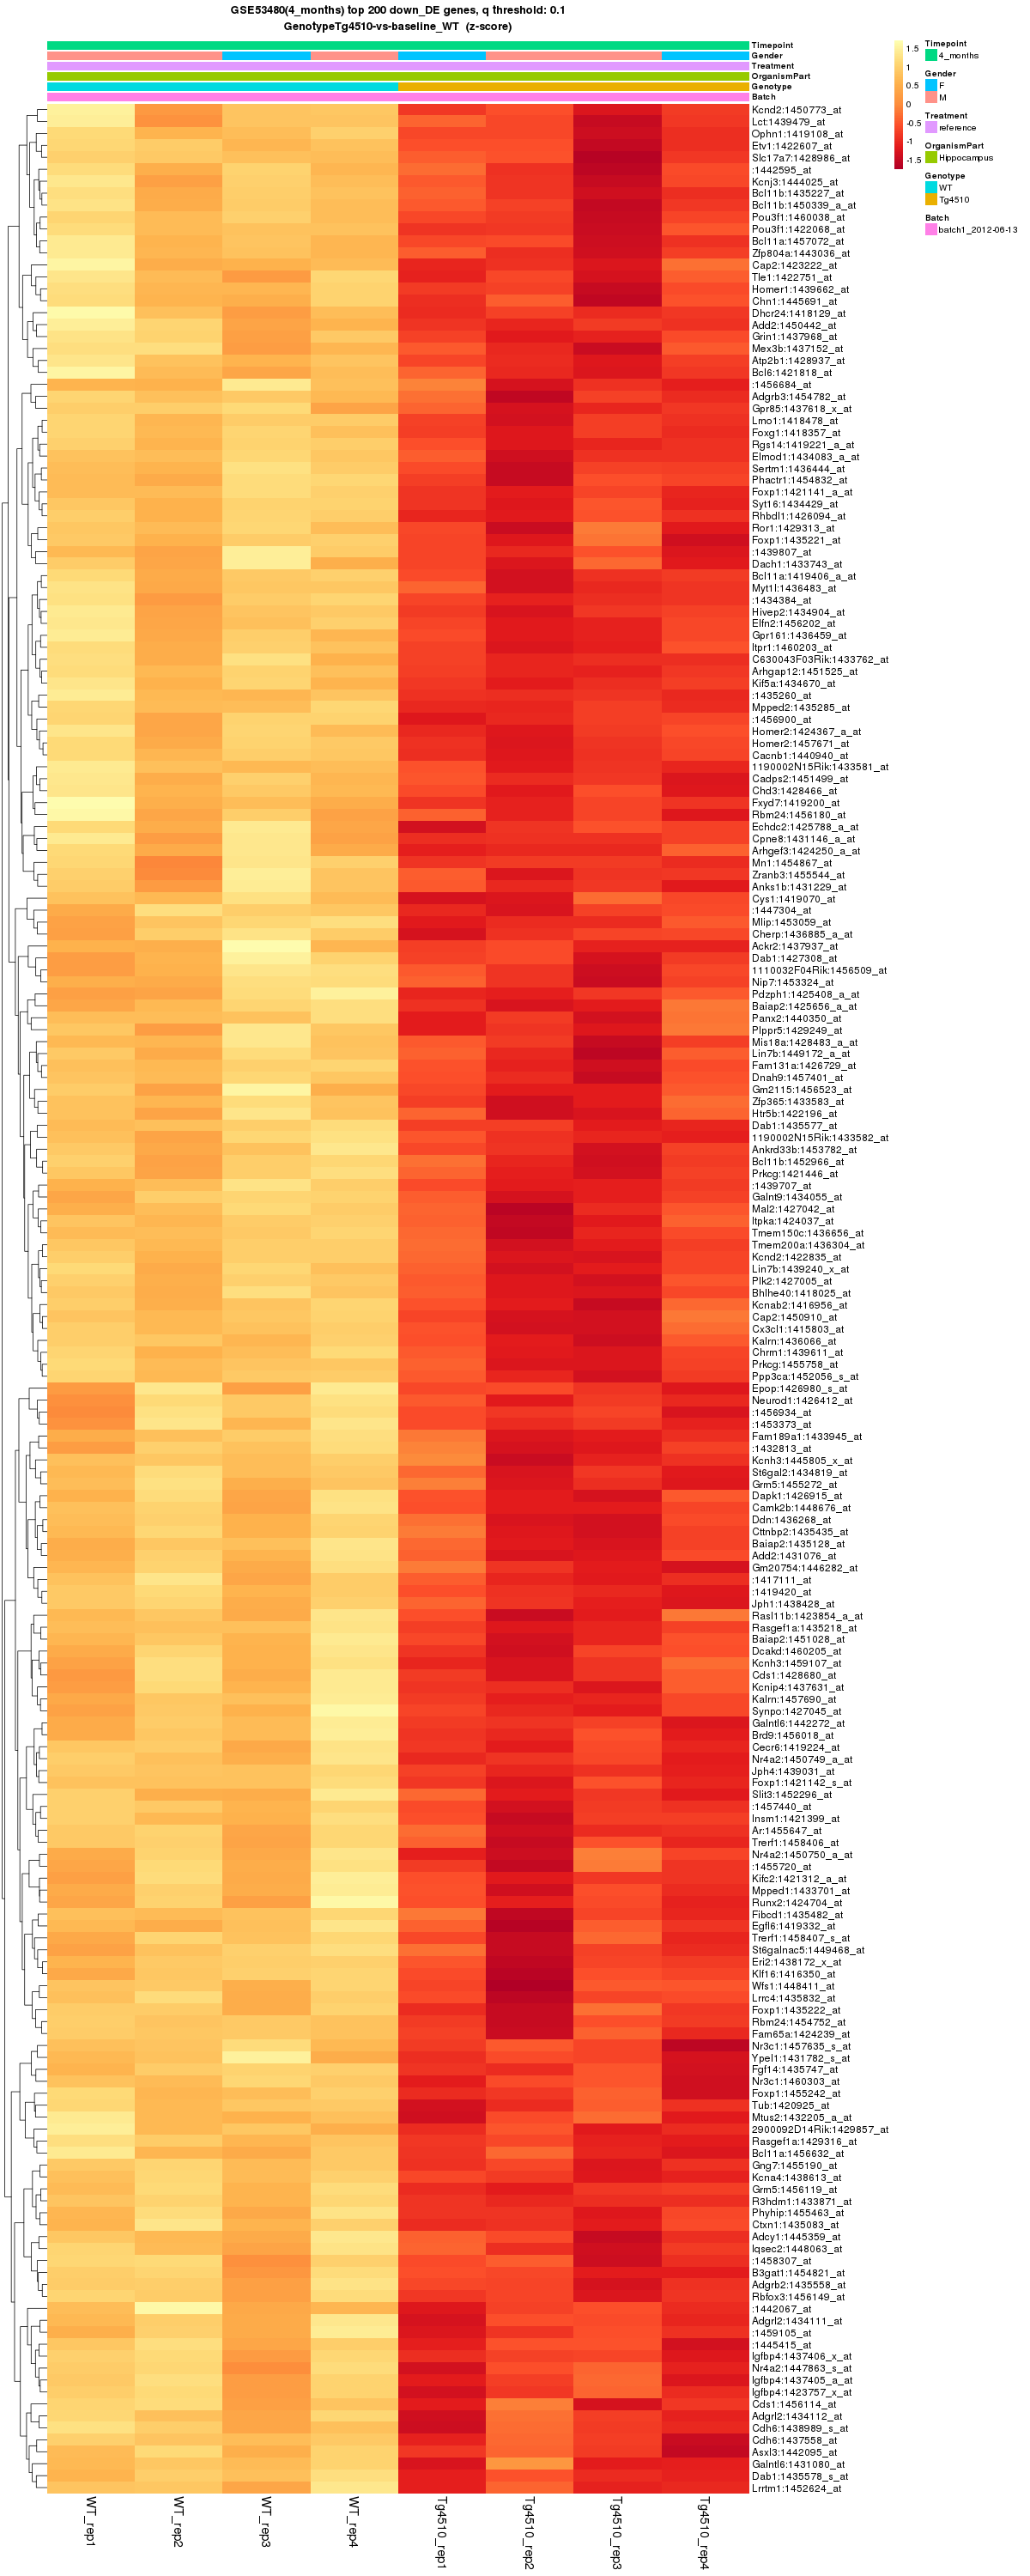 GSE53480(4_months) top 200 down_DE genes, q threshold: 0.1
GenotypeTg4510-vs-baseline_WT (z-score)
Timepoint
Gender
Treatment
OrganismPart
Genotype
Batch
1.5
1
0.5
0
-0.5
-1
-1.5
Timepoint
4_months
Gender
F
M
Treatment
reference
OrganismPart
Hippocampus
Genotype
WT
Tg4510
Batch
batch1_2012-06-13
Kcnd2:1450773_at
Lct:1439479_at
Ophn1:1419108_at
Etv1:1422607_at
Slc17a7:1428986_at
:1442595_at
Kcnj3:1444025_at
Bcl11b:1435227_at
Bcl11b:1450339_a_at
Pou3f1:1460038_at
Pou3f1:1422068_at
Bcl11a:1457072_at
Zfp804a:1443036_at
Cap2:1423222_at
Tle1:1422751_at
Homer1:1439662_at
Chn1:1445691_at
Dhcr24:1418129_at
Add2:1450442_at
Grin1:1437968_at
Mex3b:1437152_at
Atp2b1:1428937_at
Bcl6:1421818_at
:1456684_at
Adgrb3:1454782_at
Gpr85:1437618_x_at
Lmo1:1418478_at
Foxg1:1418357_at
Rgs14:1419221_a_at
Elmod1:1434083_a_at
Sertm1:1436444_at
Phactr1:1454832_at
Foxp1:1421141_a_at
Syt16:1434429_at
Rhbdl1:1426094_at
Ror1:1429313_at
Foxp1:1435221_at
:1439807_at
Dach1:1433743_at
Bcl11a:1419406_a_at
Myt1l:1436483_at
:1434384_at
Hivep2:1434904_at
Elfn2:1456202_at
Gpr161:1436459_at
Itpr1:1460203_at
C630043F03Rik:1433762_at
Arhgap12:1451525_at
Kif5a:1434670_at
:1435260_at
Mpped2:1435285_at
:1456900_at
Homer2:1424367_a_at
Homer2:1457671_at
Cacnb1:1440940_at
1190002N15Rik:1433581_at
Cadps2:1451499_at
Chd3:1428466_at
Fxyd7:1419200_at
Rbm24:1456180_at
Echdc2:1425788_a_at
Cpne8:1431146_a_at
Arhgef3:1424250_a_at
Mn1:1454867_at
Zranb3:1455544_at
Anks1b:1431229_at
Cys1:1419070_at
:1447304_at
Mlip:1453059_at
Cherp:1436885_a_at
Ackr2:1437937_at
Dab1:1427308_at
1110032F04Rik:1456509_at
Nip7:1453324_at
Pdzph1:1425408_a_at
Baiap2:1425656_a_at
Panx2:1440350_at
Plppr5:1429249_at
Mis18a:1428483_a_at
Lin7b:1449172_a_at
Fam131a:1426729_at
Dnah9:1457401_at
Gm2115:1456523_at
Zfp365:1433583_at
Htr5b:1422196_at
Dab1:1435577_at
1190002N15Rik:1433582_at
Ankrd33b:1453782_at
Bcl11b:1452966_at
Prkcg:1421446_at
:1439707_at
Galnt9:1434055_at
Mal2:1427042_at
Itpka:1424037_at
Tmem150c:1436656_at
Tmem200a:1436304_at
Kcnd2:1422835_at
Lin7b:1439240_x_at
Plk2:1427005_at
Bhlhe40:1418025_at
Kcnab2:1416956_at
Cap2:1450910_at
Cx3cl1:1415803_at
Kalrn:1436066_at
Chrm1:1439611_at
Prkcg:1455758_at
Ppp3ca:1452056_s_at
Epop:1426980_s_at
Neurod1:1426412_at
:1456934_at
:1453373_at
Fam189a1:1433945_at
:1432813_at
Kcnh3:1445805_x_at
St6gal2:1434819_at
Grm5:1455272_at
Dapk1:1426915_at
Camk2b:1448676_at
Ddn:1436268_at
Cttnbp2:1435435_at
Baiap2:1435128_at
Add2:1431076_at
Gm20754:1446282_at
:1417111_at
:1419420_at
Jph1:1438428_at
Rasl11b:1423854_a_at
Rasgef1a:1435218_at
Baiap2:1451028_at
Dcakd:1460205_at
Kcnh3:1459107_at
Cds1:1428680_at
Kcnip4:1437631_at
Kalrn:1457690_at
Synpo:1427045_at
Galntl6:1442272_at
Brd9:1456018_at
Cecr6:1419224_at
Nr4a2:1450749_a_at
Jph4:1439031_at
Foxp1:1421142_s_at
Slit3:1452296_at
:1457440_at
Insm1:1421399_at
Ar:1455647_at
Trerf1:1458406_at
Nr4a2:1450750_a_at
:1455720_at
Kifc2:1421312_a_at
Mpped1:1433701_at
Runx2:1424704_at
Fibcd1:1435482_at
Egfl6:1419332_at
Trerf1:1458407_s_at
St6galnac5:1449468_at
Eri2:1438172_x_at
Klf16:1416350_at
Wfs1:1448411_at
Lrrc4:1435832_at
Foxp1:1435222_at
Rbm24:1454752_at
Fam65a:1424239_at
Nr3c1:1457635_s_at
Ypel1:1431782_s_at
Fgf14:1435747_at
Nr3c1:1460303_at
Foxp1:1455242_at
Tub:1420925_at
Mtus2:1432205_a_at
2900092D14Rik:1429857_at
Rasgef1a:1429316_at
Bcl11a:1456632_at
Gng7:1455190_at
Kcna4:1438613_at
Grm5:1456119_at
R3hdm1:1433871_at
Phyhip:1455463_at
Ctxn1:1435083_at
Adcy1:1445359_at
Iqsec2:1448063_at
:1458307_at
B3gat1:1454821_at
Adgrb2:1435558_at
Rbfox3:1456149_at
:1442067_at
Adgrl2:1434111_at
:1459105_at
:1445415_at
Igfbp4:1437406_x_at
Nr4a2:1447863_s_at
Igfbp4:1437405_a_at
Igfbp4:1423757_x_at
Cds1:1456114_at
Adgrl2:1434112_at
Cdh6:1438989_s_at
Cdh6:1437558_at
Asxl3:1442095_at
Galntl6:1431080_at
Dab1:1435578_s_at
Lrrtm1:1452624_at
WT_rep1
WT_rep2
WT_rep3
WT_rep4
Tg4510_rep1
Tg4510_rep2
Tg4510_rep3
Tg4510_rep4